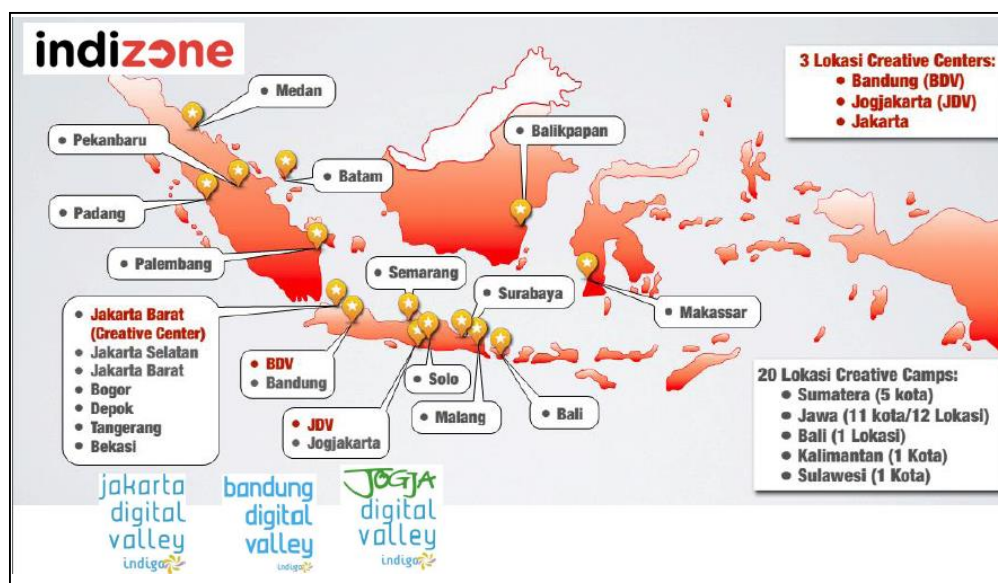 indizone
3 Lokasi Creative Centers:
• Bandung (BDV)
• Jogjakarta (JDV)
• Jakarta
• Medan
• Pekanbaru
• Batam
• Balikpapan
• Padang
• Palembang
• Semarang
• Surabaya
• Makassar
• Jakarta Barat
(Creative Center)
• Jakarta Selatan
• Jakarta Barat
• Bogor
• Depok
• Tangerang
• Bekasi
• BDV
• Bandung
• JDV
• Jogjakarta
• Solo
• Malang
• Bali
20 Lokasi Creative Camps:
• Sumatera (5 kota)
• Jawa (11 kota/12 Lokasi)
• Bali (1 Lokasi)
• Kalimantan (1 Kota)
• Sulawesi (1 Kota)
jakarta
digital
valley
indigo
bandung
digital
valley
indigo
JOGJA
digital
valley
indigo